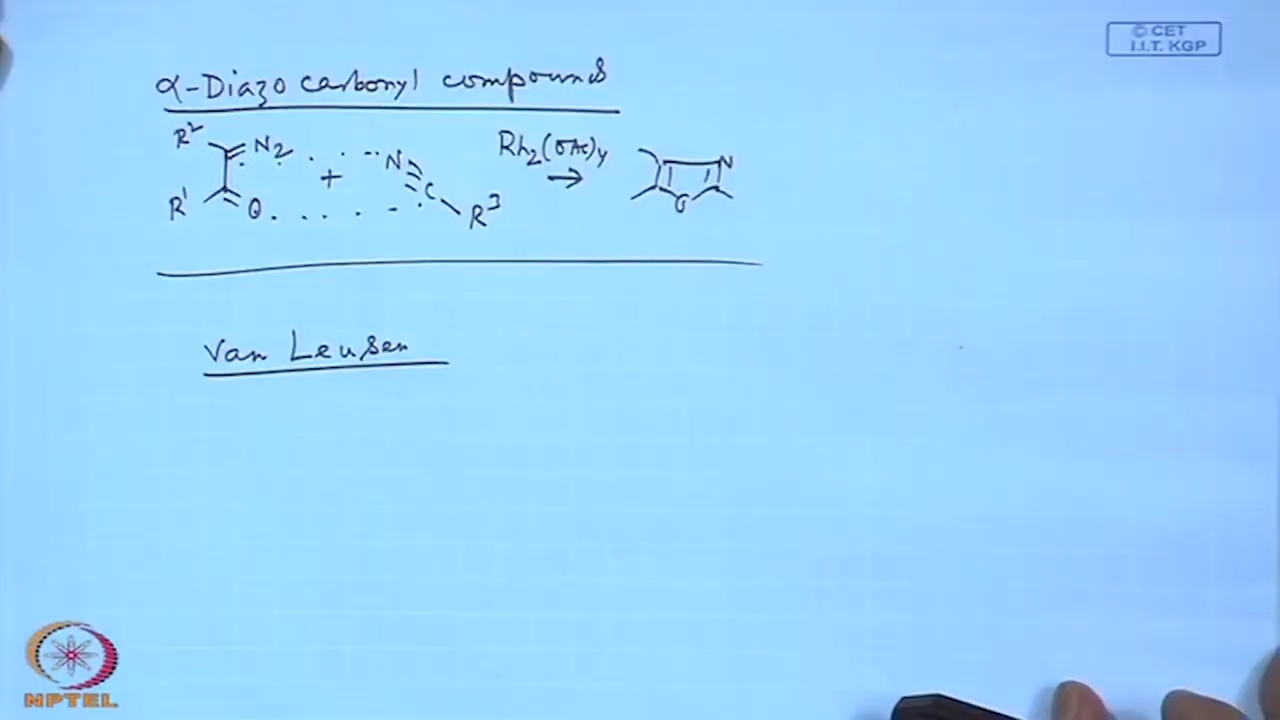 © CET
I.I.T. KGP
α-Diazo carbonyl compounds
R² N₂ + N C R³ Rh₂(OAc)₄ → N O
R¹ O
Van Leusen
NPTEL